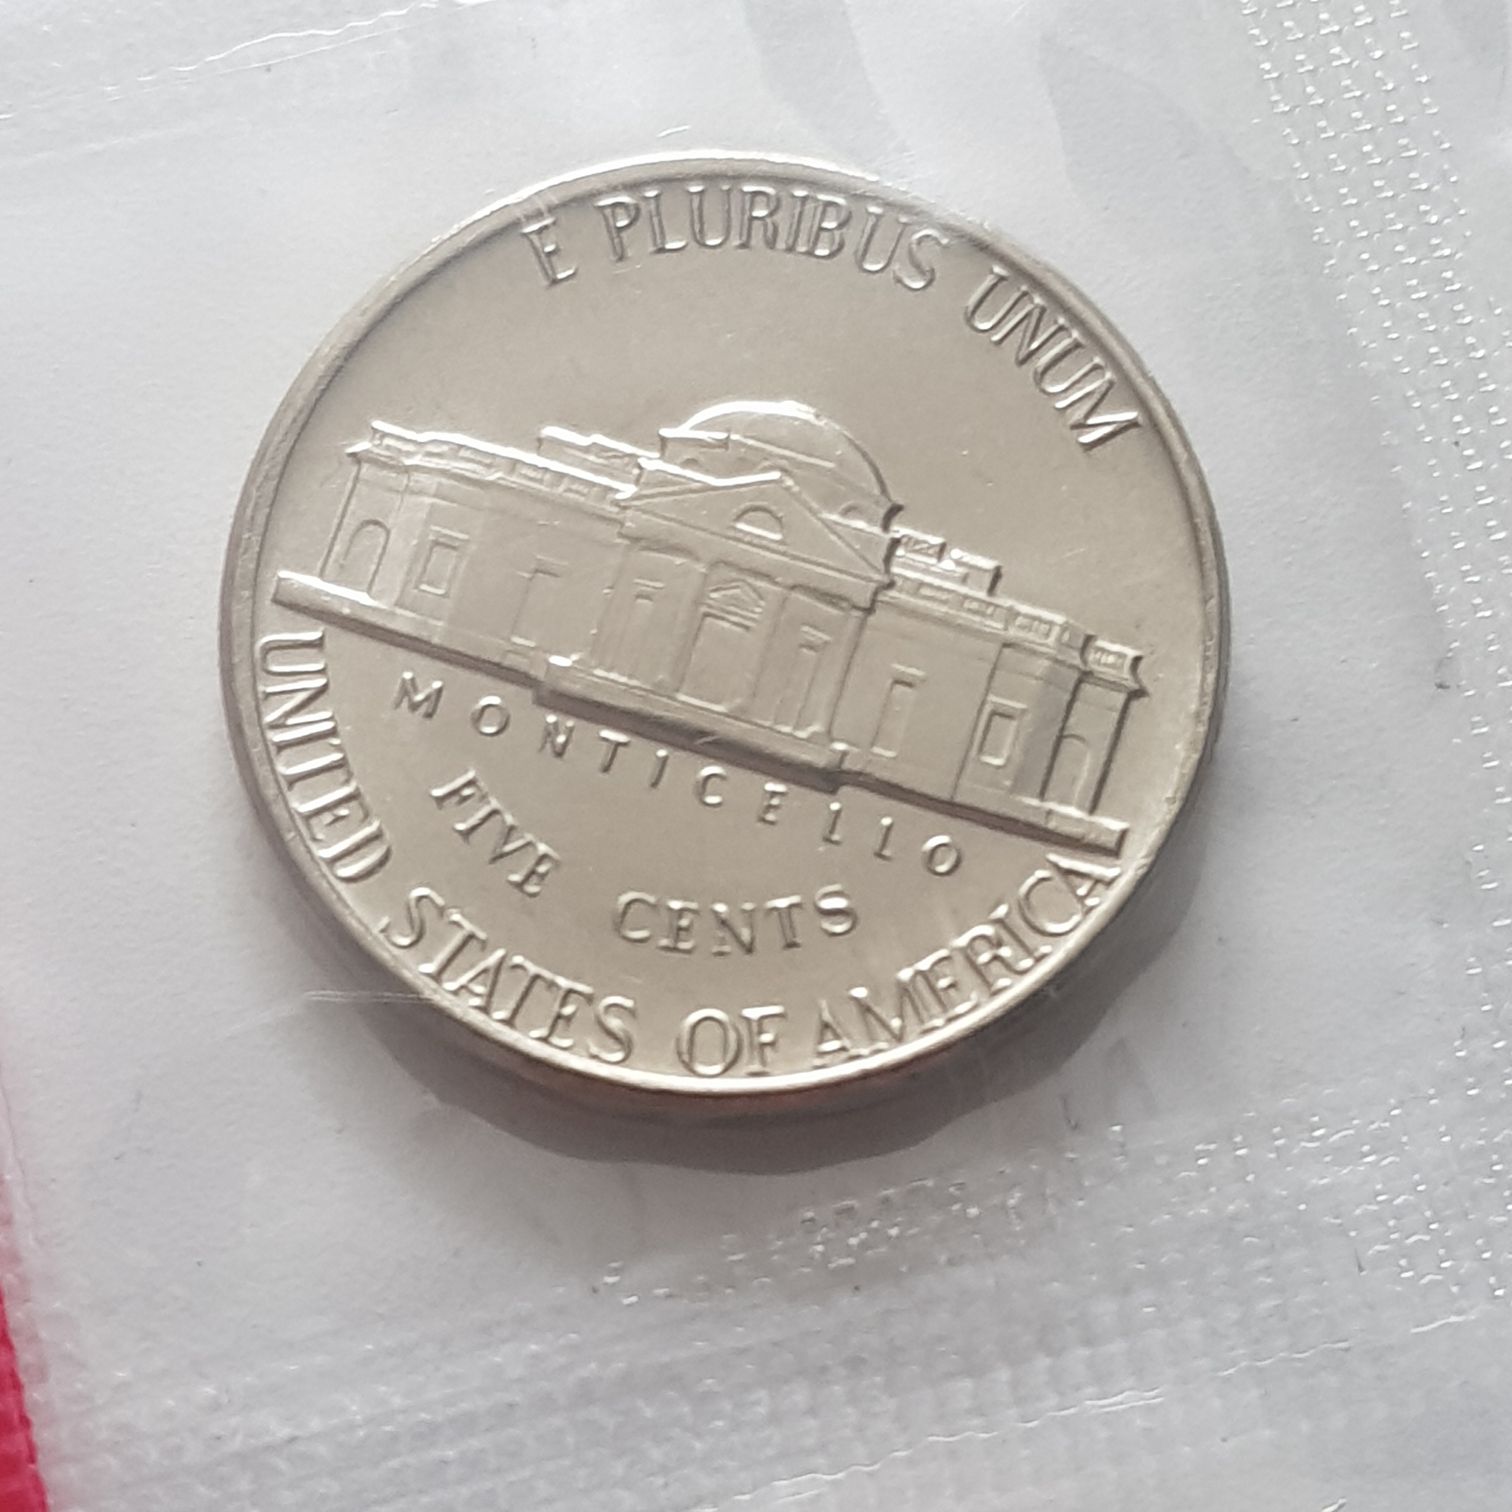 E PLURIBUS UNUM
MONTICELLO
FIVE CENTS
UNITED STATES OF AMERICA